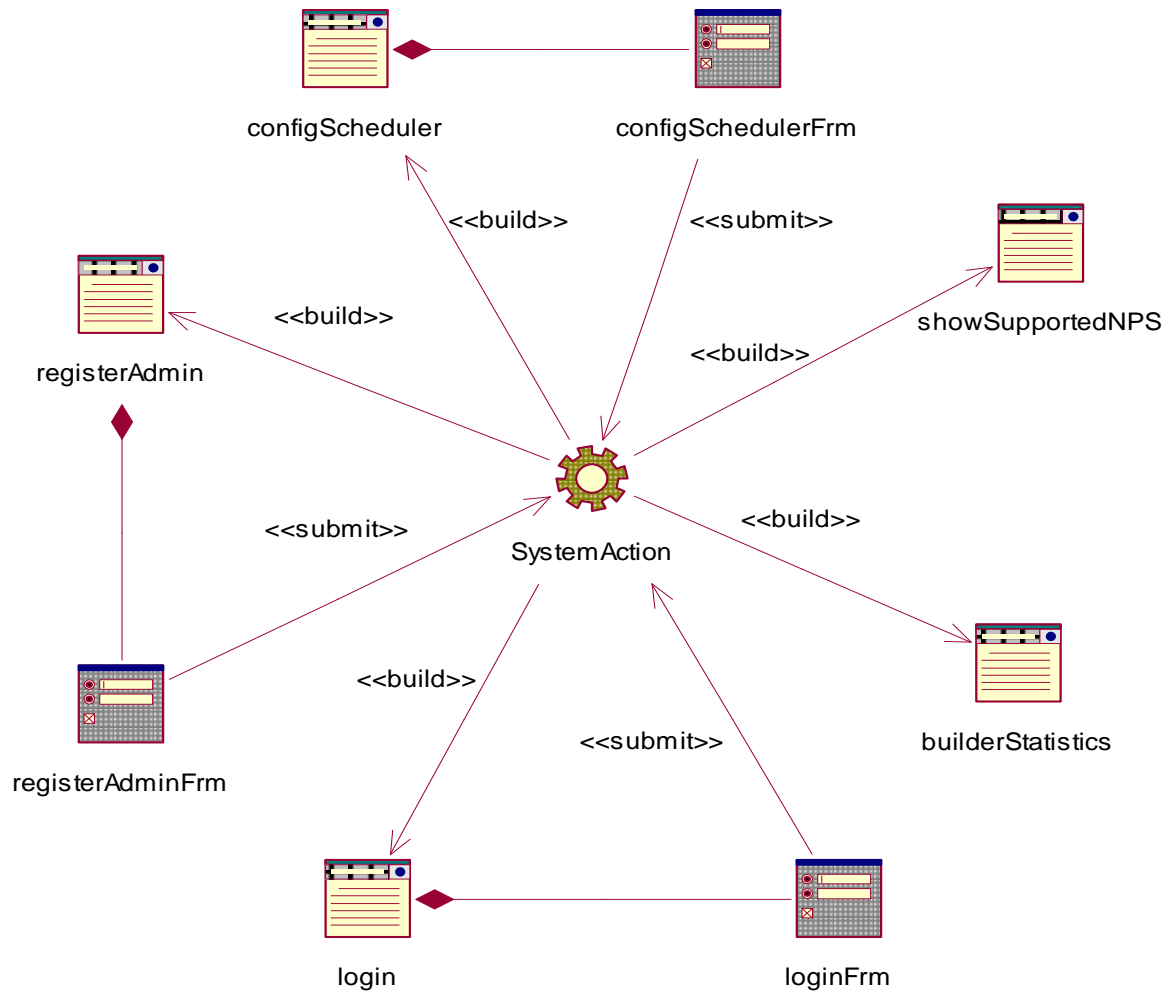 configScheduler
configSchedulerFrm
<<build>>
<<submit>>
showSupportedNPS
<<build>>
registerAdmin
<<build>>
<<build>>
<<submit>>
SystemAction
<<build>>
<<submit>>
builderStatistics
registerAdminFrm
login
loginFrm